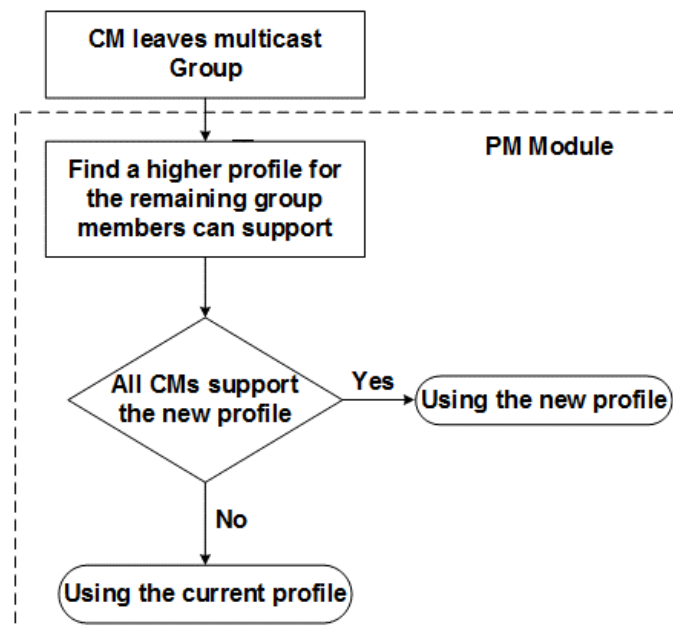 CM leaves multicast
Group
PM Module
Find a higher profile for
the remaining group
members can support
All CMs support
the new profile
Yes
Using the new profile
No
Using the current profile